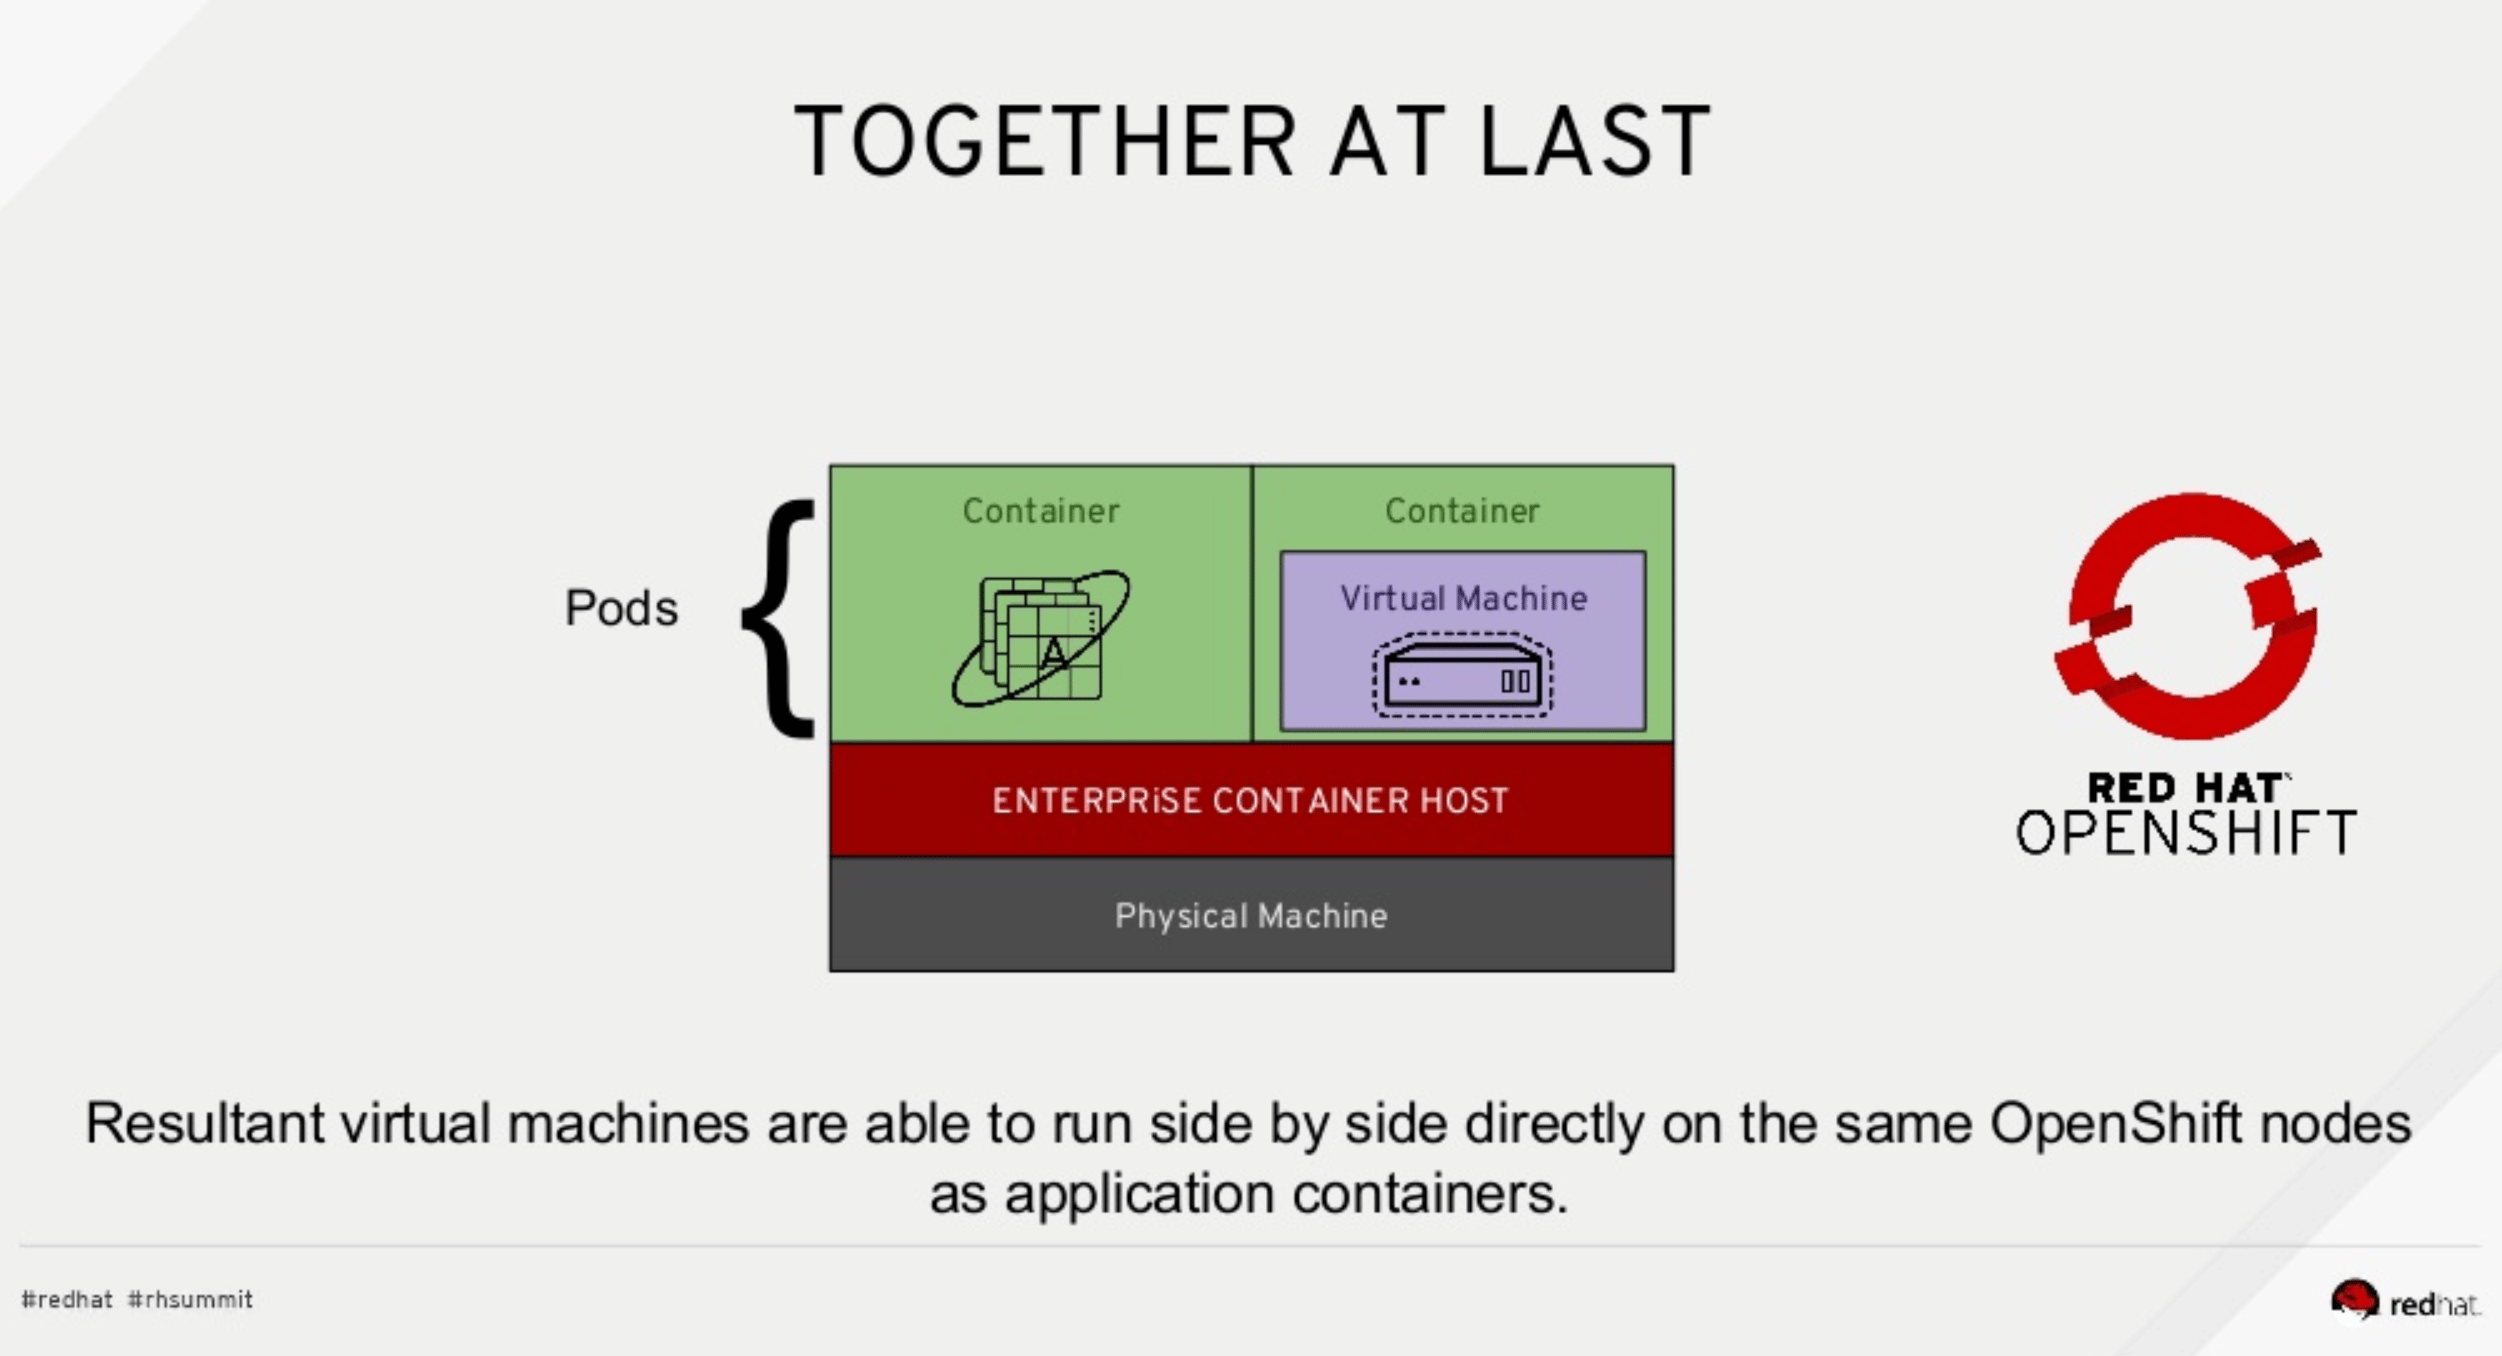 TOGETHER AT LAST
Pods
Container
A
Container
Virtual Machine
ENTERPRiSE CONTAINER HOST
Physical Machine
RED HAT
OPENSHIFT
Resultant virtual machines are able to run side by side directly on the same OpenShift nodes
as application containers.
#redhat #rhsummit
redhat.